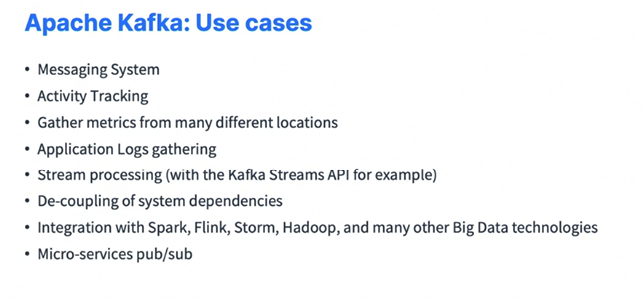 Apache Kafka: Use cases
• Messaging System
• Activity Tracking
• Gather metrics from many different locations
• Application Logs gathering
• Stream processing (with the Kafka Streams API for example)
• De-coupling of system dependencies
• Integration with Spark, Flink, Storm, Hadoop, and many other Big Data technologies
• Micro-services pub/sub